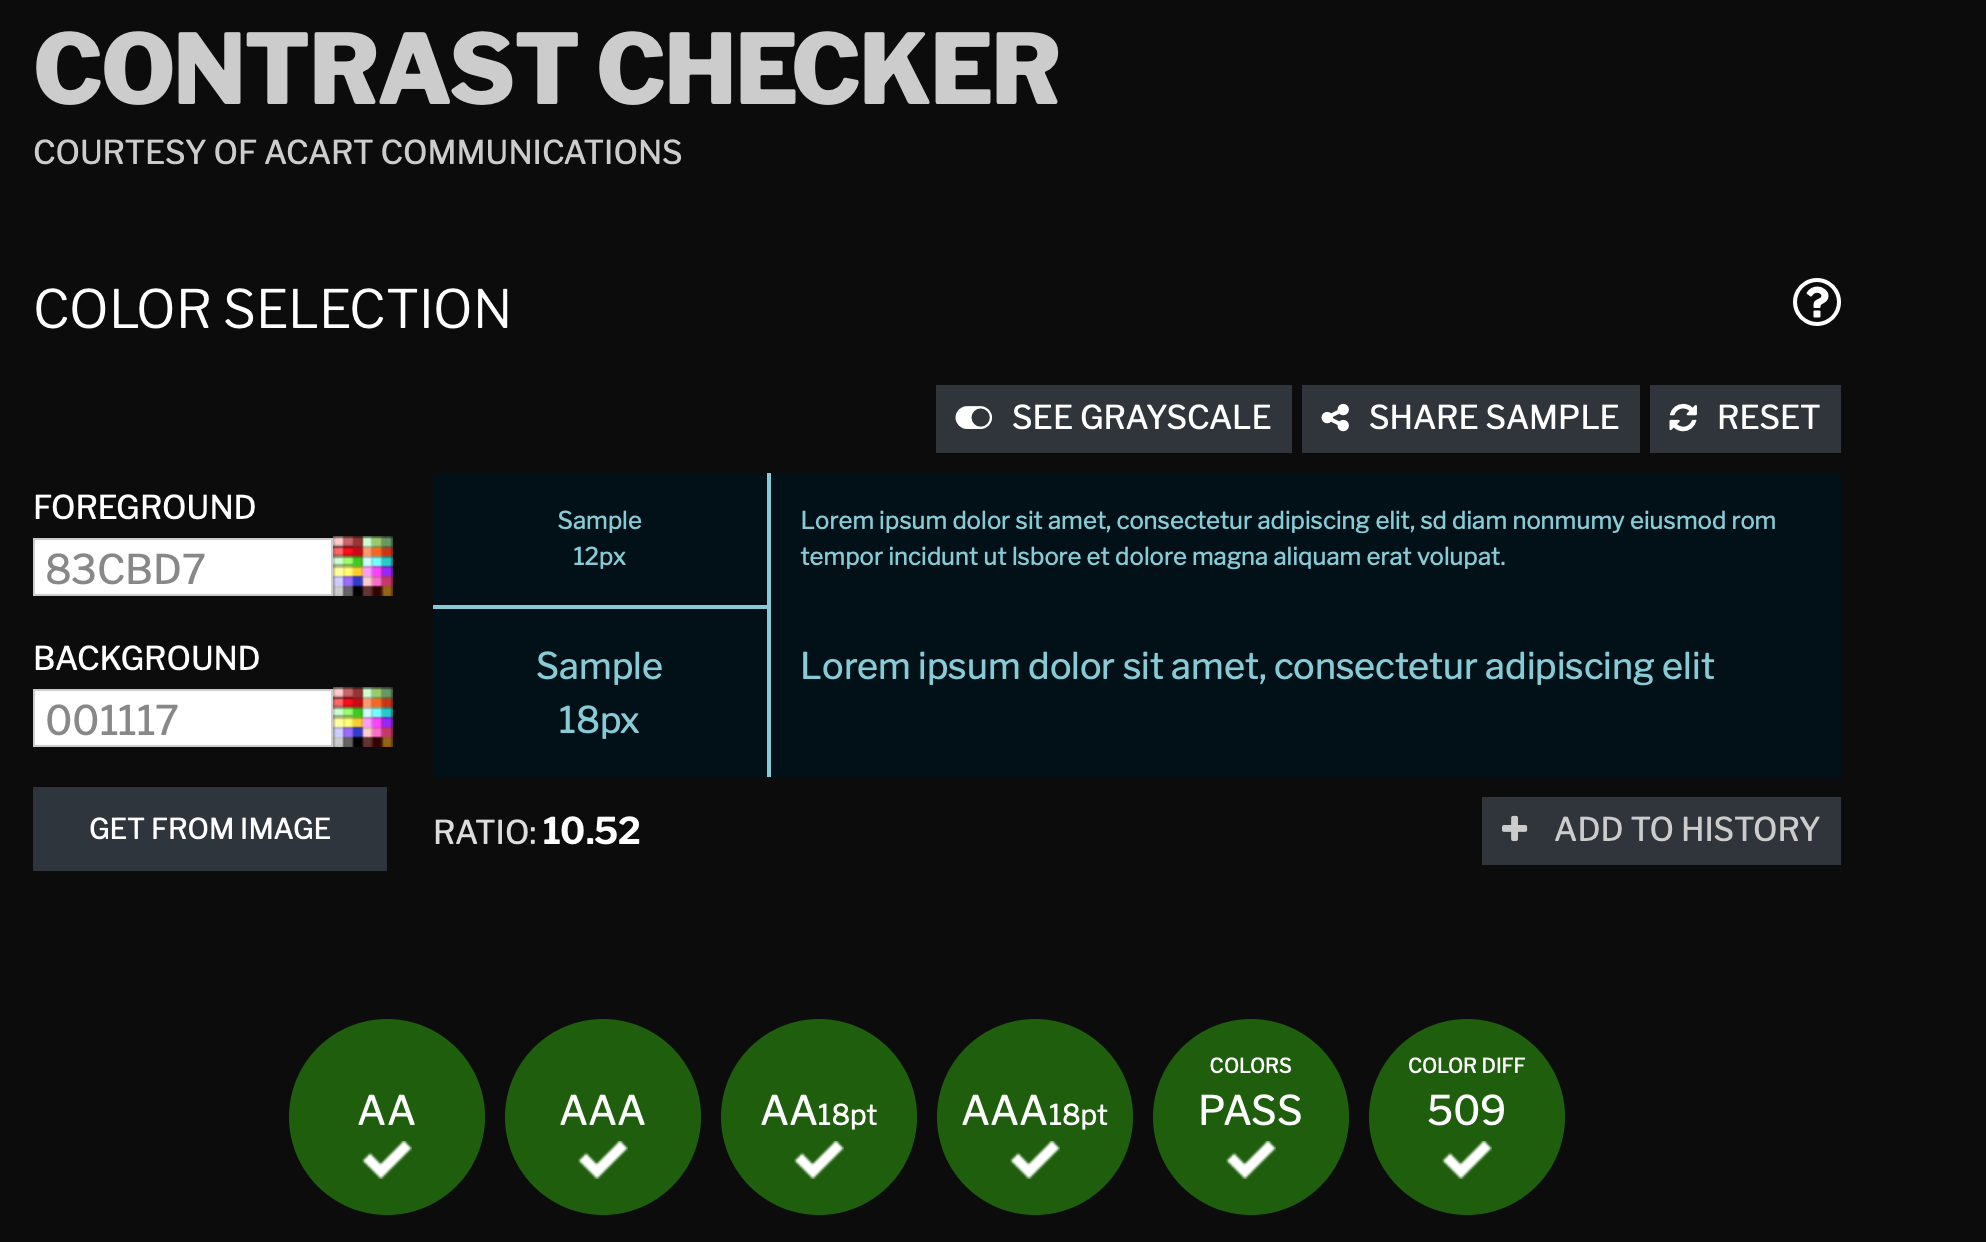 CONTRAST CHECKER
COURTESY OF ACART COMMUNICATIONS
COLOR SELECTION
SEE GRAYSCALE
SHARE SAMPLE
RESET
FOREGROUND
83CBD7
BACKGROUND
001117
GET FROM IMAGE
Sample
12px
Lorem ipsum dolor sit amet, consectetur adipiscing elit, sd diam nonmumy eiusmod rom
tempor incidunt ut lsbore et dolore magna aliquam erat volupat.
Sample
18px
Lorem ipsum dolor sit amet, consectetur adipiscing elit
RATIO: 10.52
ADD TO HISTORY
AA
AAA
AA18pt
AAA18pt
COLORS
PASS
COLOR DIFF
509